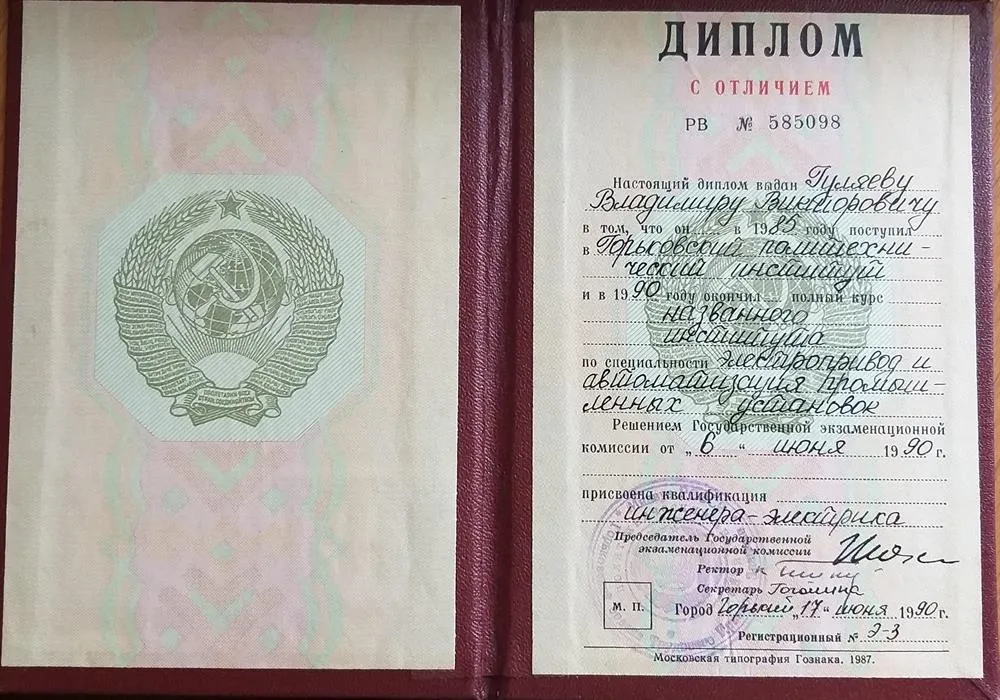 ДИПЛОМ
С ОТЛИЧИЕМ
РВ № 585098
Настоящий диплом выдан Гуляеву
Владимиру Викторовичу
в том, что он в 1985 году поступил
в Горьковский политехни-
ческий институт
и в 1990 году окончил полный курс
названного
института
по специальности электропривод и
автоматизация промыш-
ленных установок
Решением Государственной экзаменационной
комиссии от „6“ июня 1990 г.
присвоена квалификация
инженера-электрика
Председатель Государственной
экзаменационной комиссии
Ректор
Секретарь
М. П.
Город Горький „17“ июня 1990 г.
Регистрационный № Э-3
Московская типография Гознака. 1987.